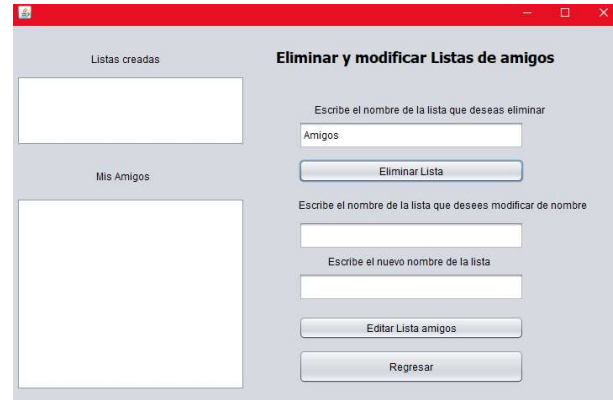 Listas creadas
Mis Amigos
Eliminar y modificar Listas de amigos
Escribe el nombre de la lista que deseas eliminar
Amigos
Eliminar Lista
Escribe el nombre de la lista que desees modificar de nombre
Escribe el nuevo nombre de la lista
Editar Lista amigos
Regresar